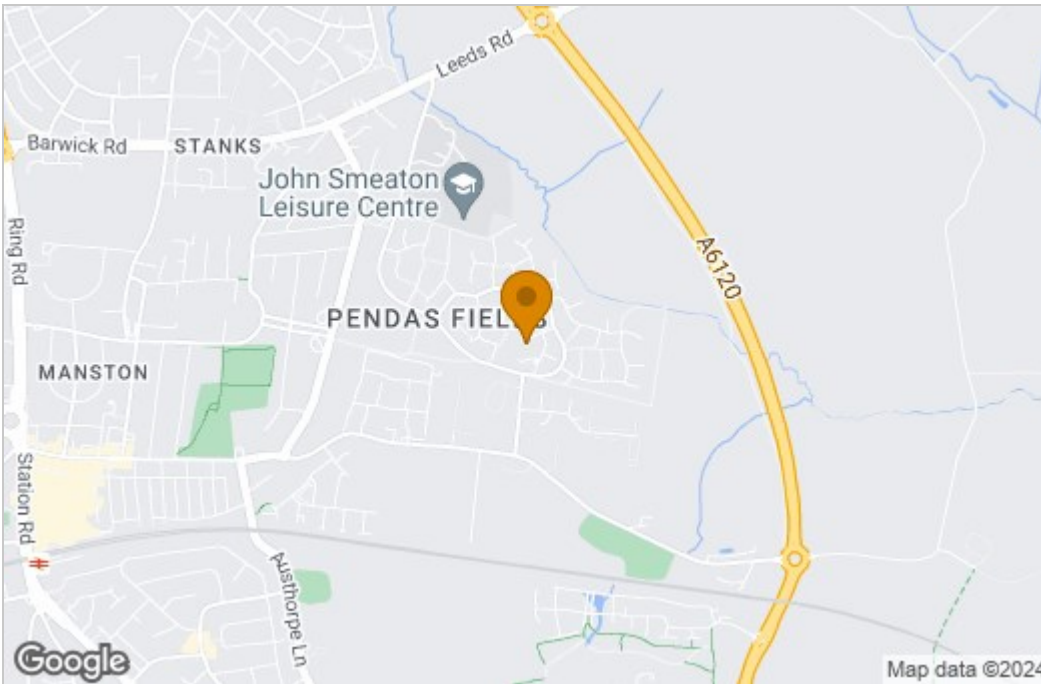 Leeds Rd
Barwick Rd
STANKS
John Smeaton
Leisure Centre
Ring Rd
A6120
PENDAS FIELDS
MANSTON
Station Rd
Austhorpe Ln
Google
Map data ©2024